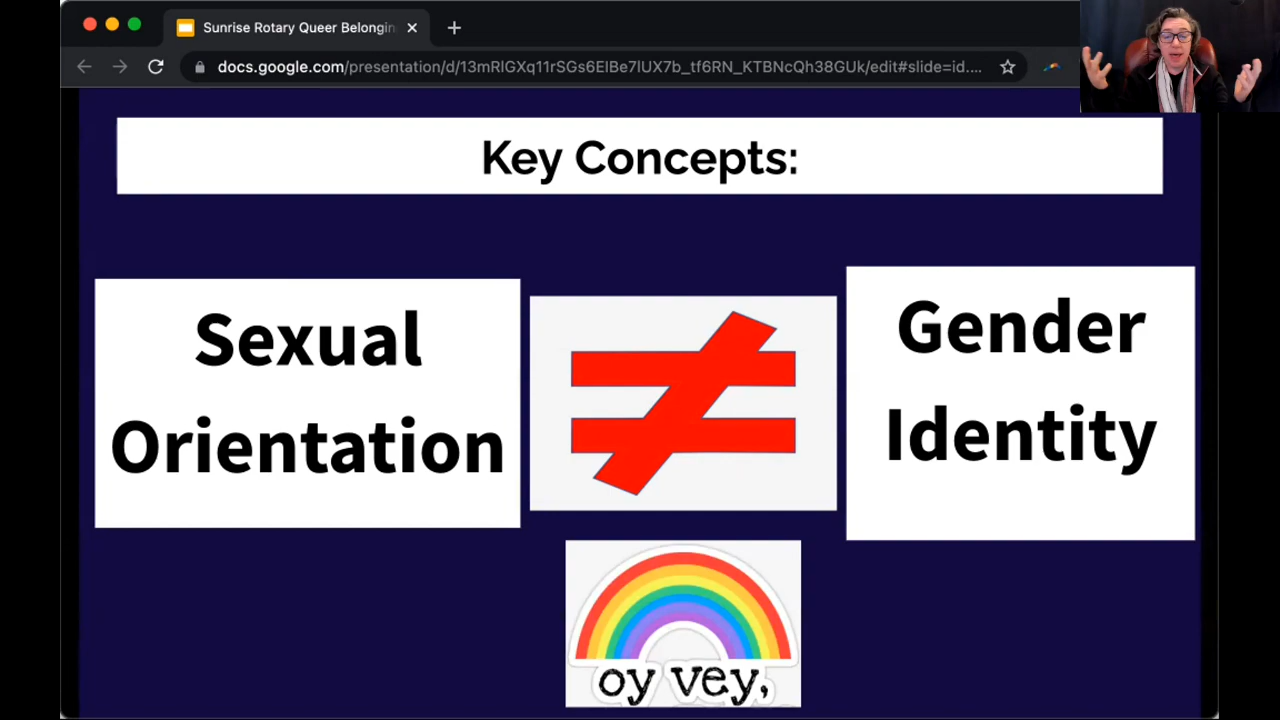 Sunrise Rotary Queer Belongin
docs.google.com/presentation/d/13mRlGXq11rSGs6ElBe7lUX7b_tf6RN_KTBNcQh38GUk/edit#slide=id....
Key Concepts:
Sexual
Orientation
Gender
Identity
oy vey,